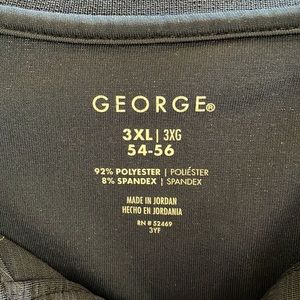 GEORGE®
3XL | 3XG
54-56
92% POLYESTER | POLIÉSTER
8% SPANDEX | SPANDEX
MADE IN JORDAN
HECHO EN JORDANIA
RN # 52469
3YF